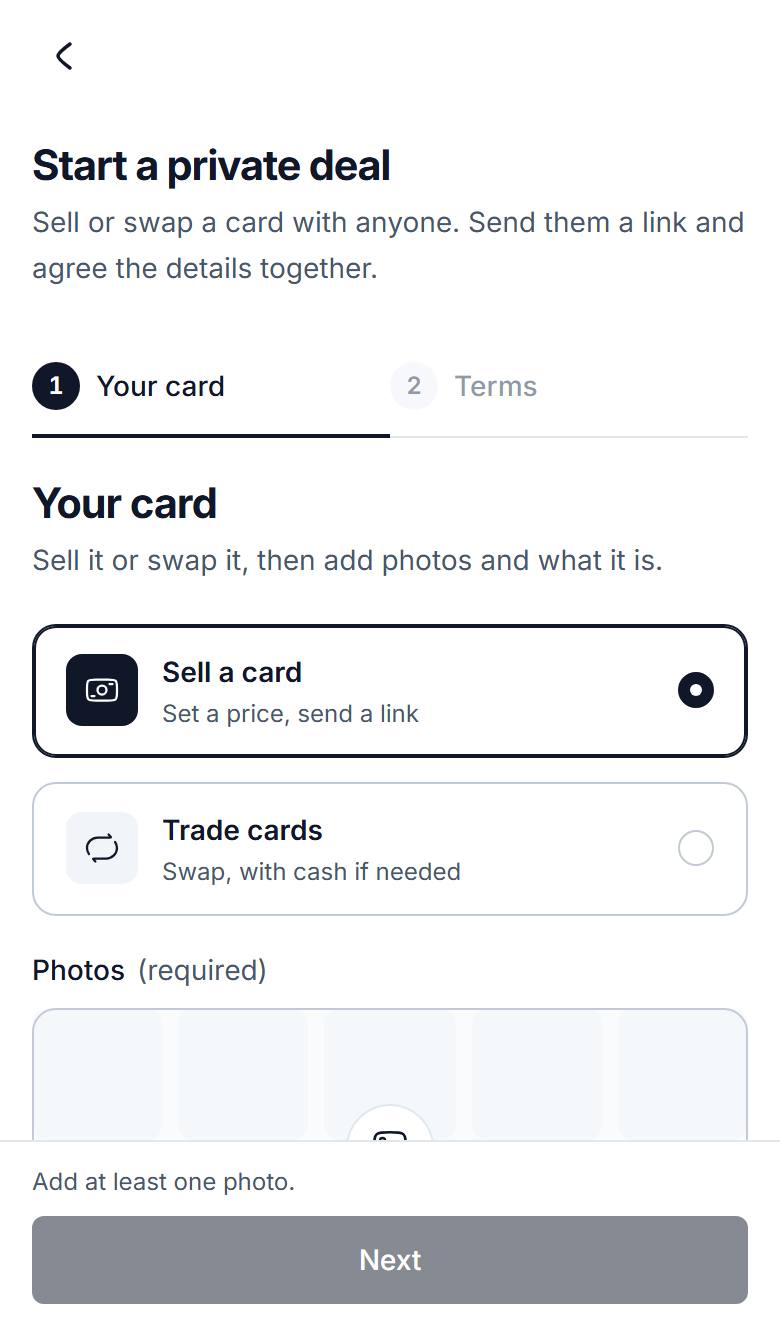 Start a private deal
Sell or swap a card with anyone. Send them a link and
agree the details together.
1 Your card
2 Terms
Your card
Sell it or swap it, then add photos and what it is.
Sell a card
Set a price, send a link
Trade cards
Swap, with cash if needed
Photos (required)
Add at least one photo.
Next